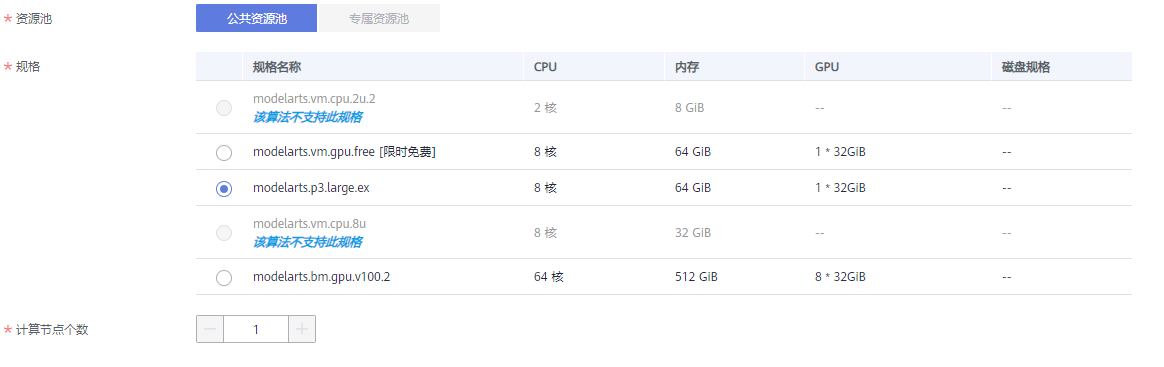 * 资源池 公共资源池 专属资源池
* 规格 规格名称 CPU 内存 GPU 磁盘规格
modelarts.vm.cpu.2u.2 2 核 8 GiB -- --
该算法不支持此规格
modelarts.vm.gpu.free [限时免费] 8 核 64 GiB 1 * 32GiB --
modelarts.p3.large.ex 8 核 64 GiB 1 * 32GiB --
modelarts.vm.cpu.8u 8 核 32 GiB -- --
该算法不支持此规格
modelarts.bm.gpu.v100.2 64 核 512 GiB 8 * 32GiB --
* 计算节点个数 1